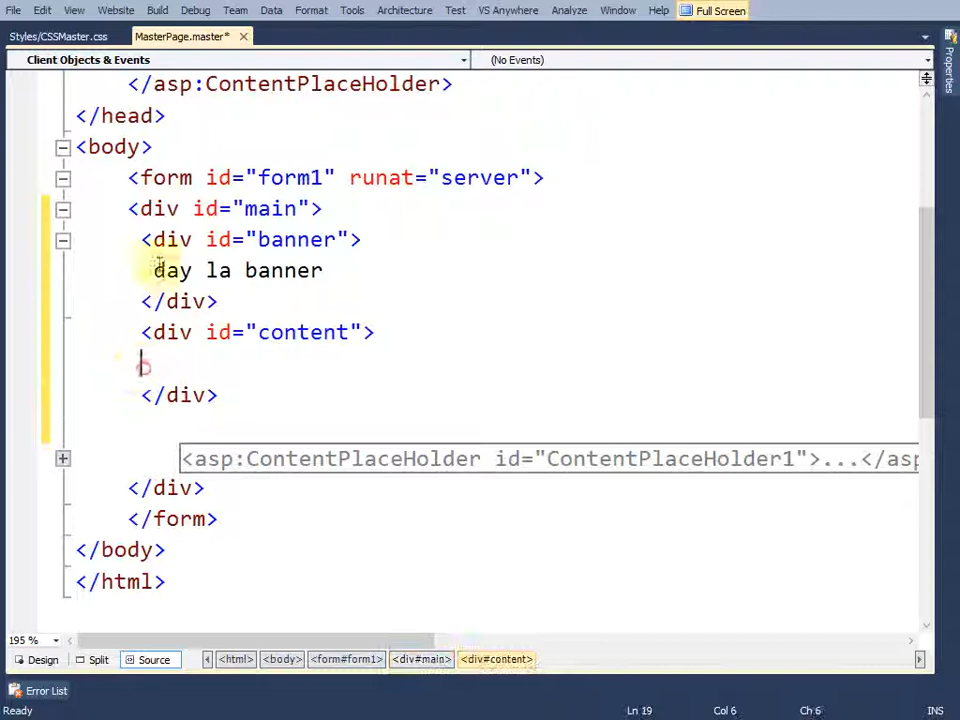 File Edit View Website Build Debug Team Data Format Tools Architecture Test VS Anywhere Analyze Window Help Full Screen
Styles/CSSMaster.css MasterPage.master*
Client Objects & Events (No Events)
Properties
</asp:ContentPlaceHolder>
</head>
<body>
<form id="form1" runat="server">
<div id="main">
<div id="banner">
day la banner
</div>
<div id="content">
</div>
<asp:ContentPlaceHolder id="ContentPlaceHolder1">...</asp
</div>
</form>
</body>
</html>
195 %
Design Split Source <html> <body> <form#form1> <div#main> <div#content>
Error List
Ready Ln 19 Col 6 Ch 6 INS